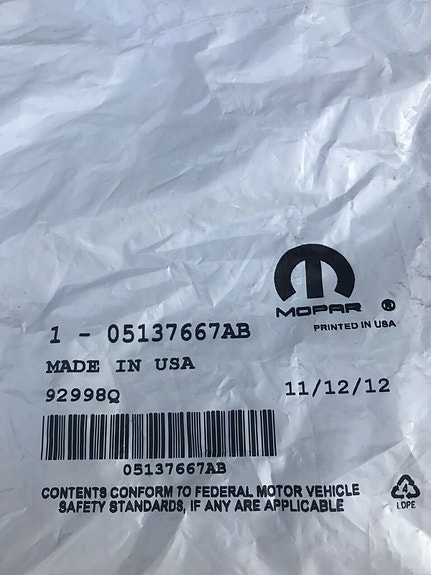 MOPAR ®
PRINTED IN USA
1 - 05137667AB
MADE IN USA
92998Q 11/12/12
05137667AB
CONTENTS CONFORM TO FEDERAL MOTOR VEHICLE
SAFETY STANDARDS, IF ANY ARE APPLICABLE
4
LDPE